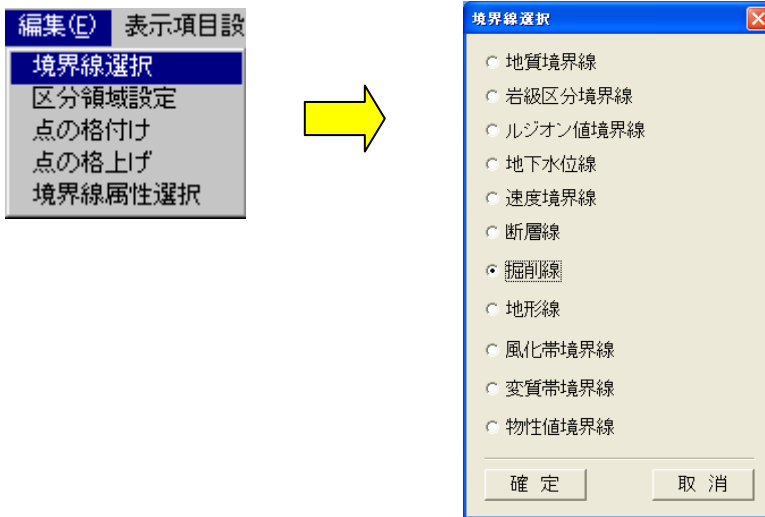 編集(E) 表示項目設
境界線選択
区分領域設定
点の格付け
点の格上げ
境界線属性選択
境界線選択
地質境界線
岩級区分境界線
ルジオン値境界線
地下水位線
速度境界線
断層線
掘削線
地形線
風化帯境界線
変質帯境界線
物性値境界線
確 定
取 消